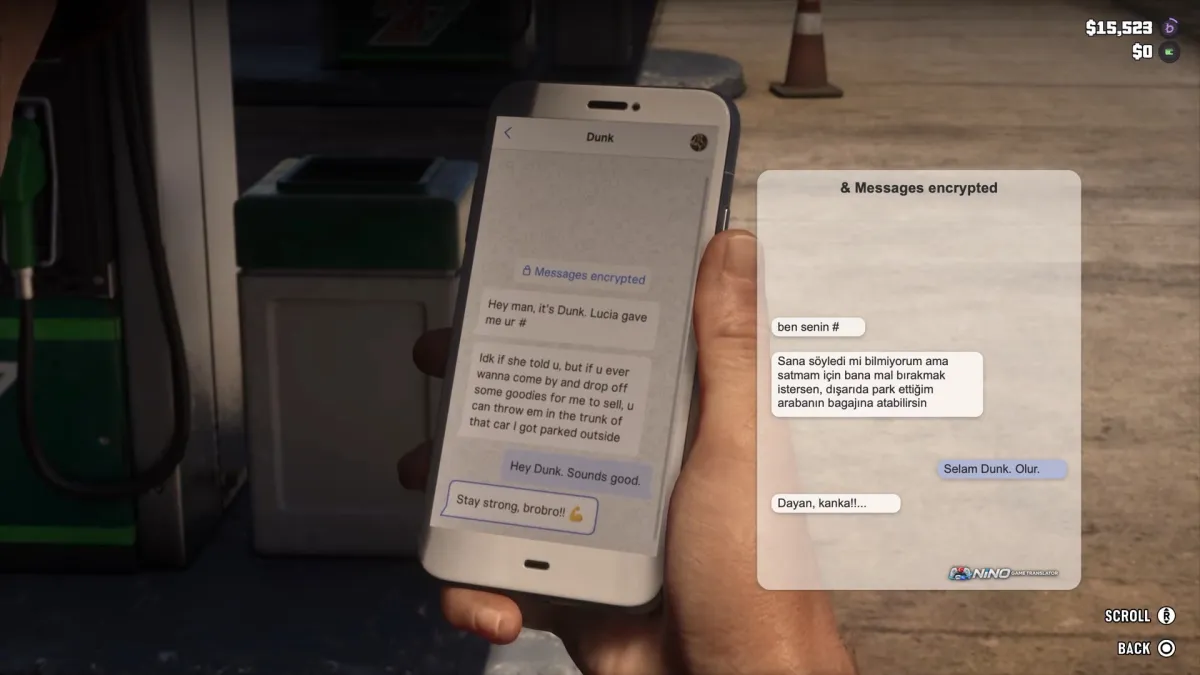 $15,523
$0
Dunk
Messages encrypted
Hey man, it's Dunk. Lucia gave
me ur #
Idk if she told u, but if u ever
wanna come by and drop off
some goodies for me to sell, u
can throw em in the trunk of
that car I got parked outside
Hey Dunk. Sounds good.
Stay strong, brobro!! 💪
& Messages encrypted
ben senin #
Sana söyledi mi bilmiyorum ama
satmam için bana mal bırakmak
istersen, dışarıda park ettiğim
arabanın bagajına atabilirsin
Selam Dunk. Olur.
Dayan, kanka!!...
NINO GAME TRANSLATOR
SCROLL R
BACK